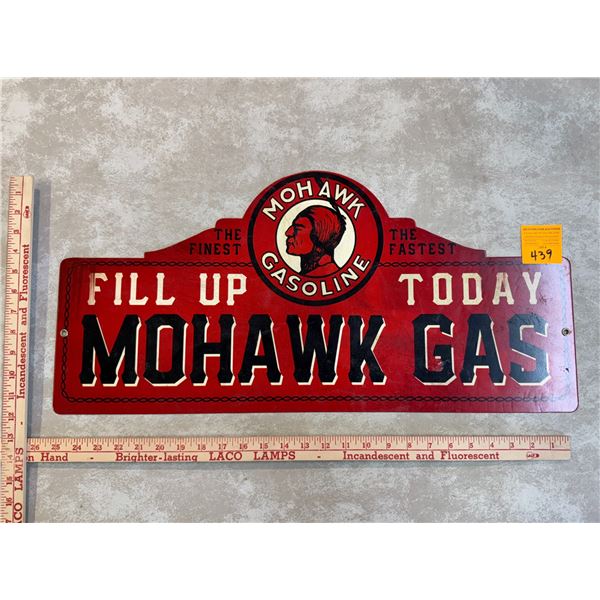 MOHAWK
GASOLINE
THE FINEST
THE FASTEST
FILL UP TODAY
MOHAWK GAS
439
26 25 24 23 22 21 20 19 18 17 16 15 14 13 12 11 10 9 8 7 6 5 4 3 2 1
on Hand Brighter-lasting LACO LAMPS - Incandescent and Fluorescent
CO LAMPS - Incandescent and Fluorescent